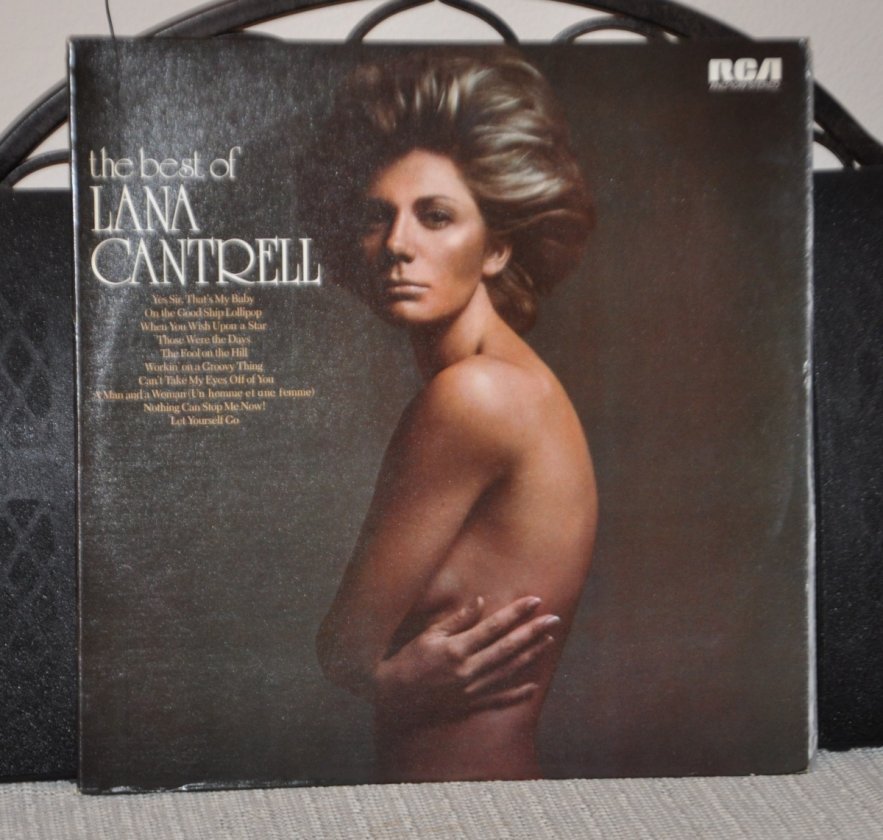 RCA
the best of
LANA
CANTRELL
Yes Sir, That's My Baby
On the Good Ship Lollipop
When You Wish Upon a Star
Those Were the Days
The Fool on the Hill
Workin' on a Groovy Thing
Can't Take My Eyes Off of You
A Man and a Woman (Un homme et une femme)
Nothing Can Stop Me Now!
Let Yourself Go